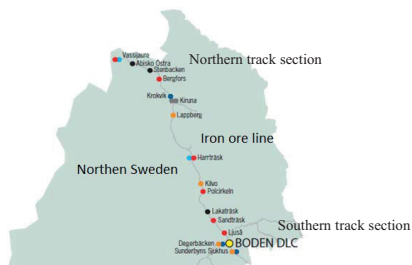 Vassijaure
Abisko Östra
Northern track section
Stenbacken
Bergfors
Krokvik
Kiruna
Lappberg
Iron ore line
Harrträsk
Northen Sweden
Kilvo
Polcirkeln
Lakaträsk
Sandträsk
Southern track section
Ljuså
Degerbäcken
BODEN DLC
Sunderbyns Sjukhus